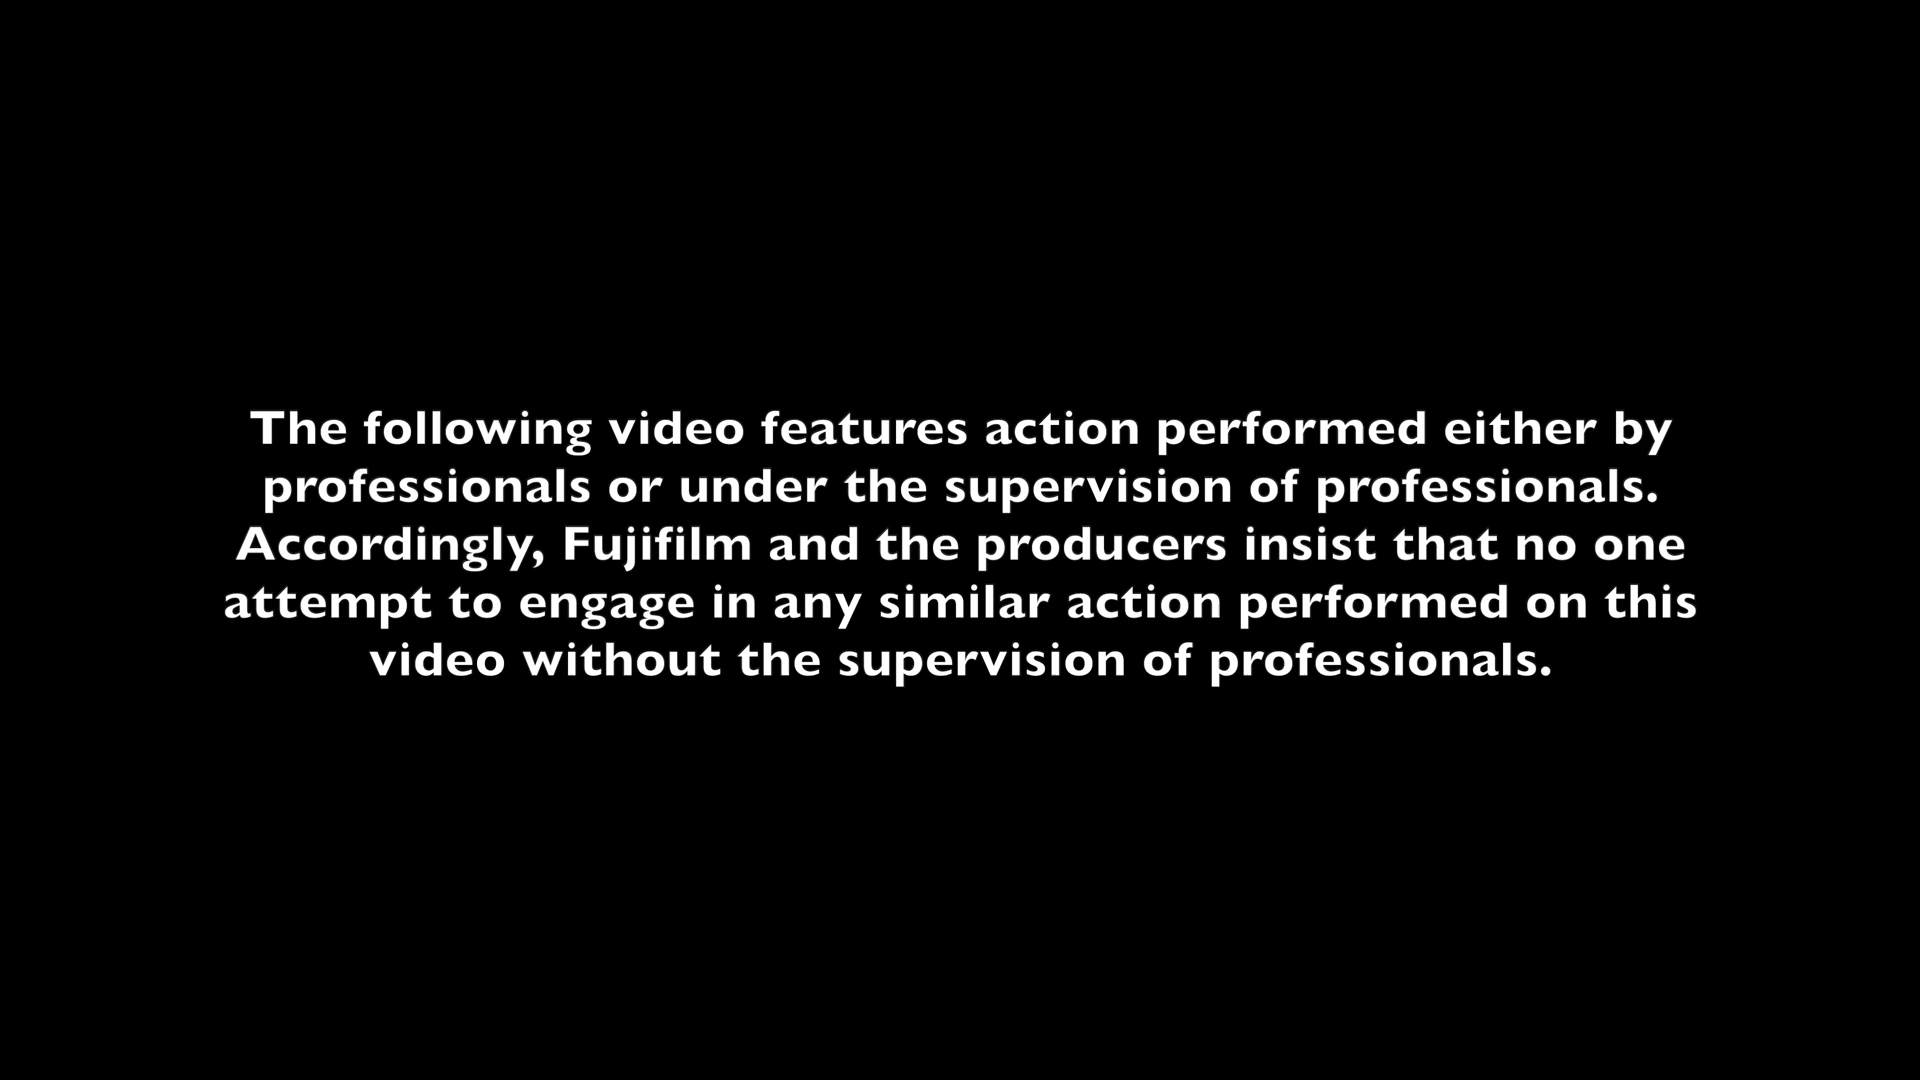 The following video features action performed either by
professionals or under the supervision of professionals.
Accordingly, Fujifilm and the producers insist that no one
attempt to engage in any similar action performed on this
video without the supervision of professionals.